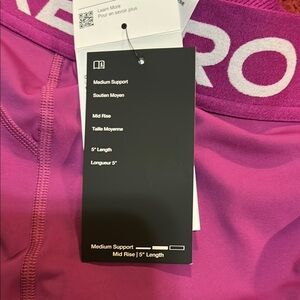 Learn More
Pour en savoir plus
RO
Medium Support
Soutien Moyen
Mid Rise
Taille Moyenne
5" Length
Longueur 5"
Medium Support
Mid Rise | 5" Length